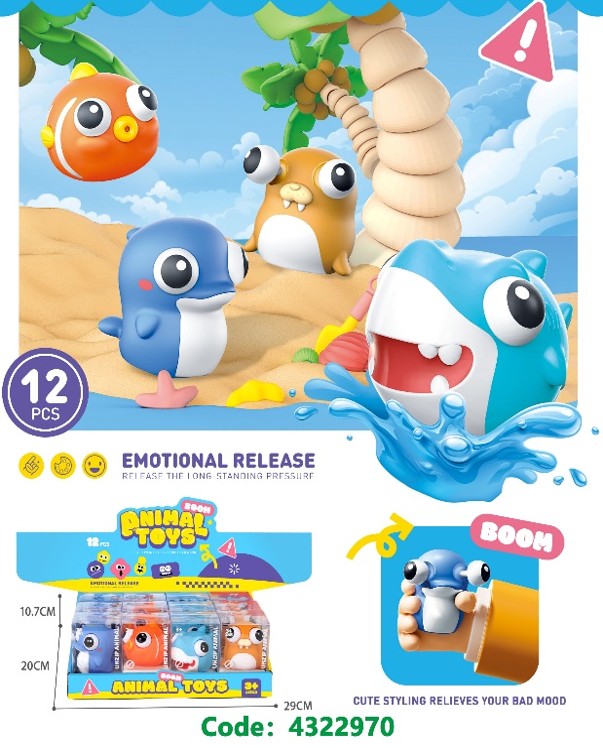 12
PCS
EMOTIONAL RELEASE
RELEASE THE LONG-STANDING PRESSURE
BOOM
ANIMAL
TOYS
12 PCS
EMOTIONAL RELEASE
BOOM
ANIMAL TOYS
3+
10.7CM
20CM
29CM
BOOM
CUTE STYLING RELIEVES YOUR BAD MOOD
Code: 4322970